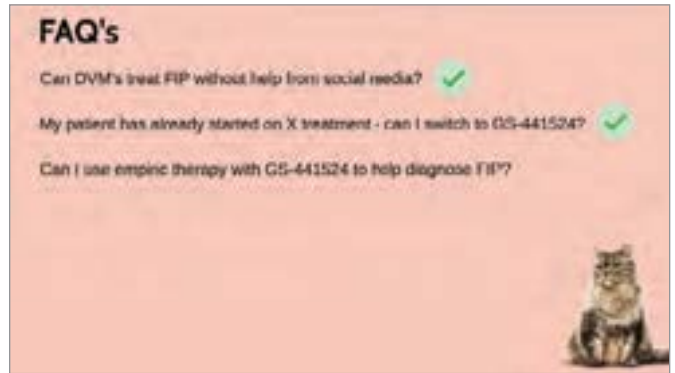 FAQ's
Can DVM's treat FIP without help from social media?
My patient has already started on X treatment - can I switch to GS-441524?
Can I use empiric therapy with GS-441524 to help diagnose FIP?